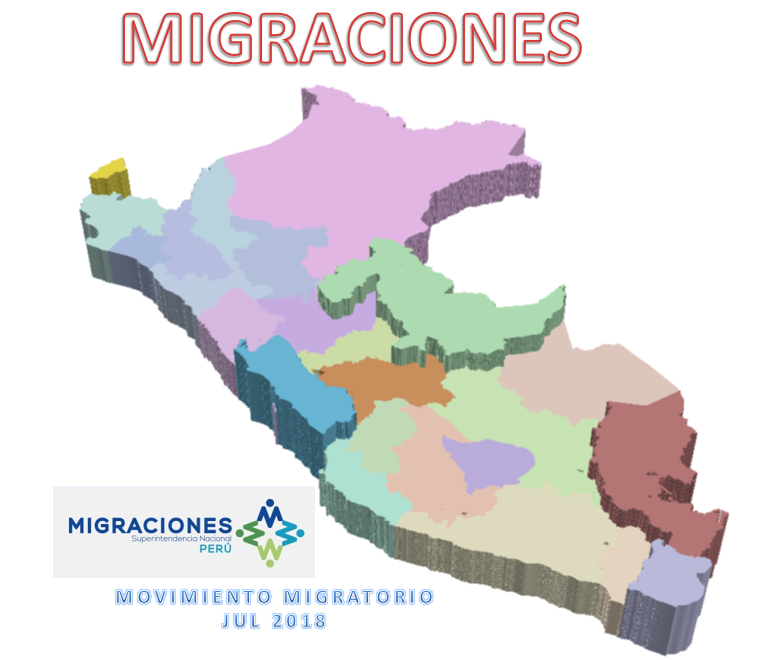 MIGRACIONES
MIGRACIONES
Superintendencia Nacional
PERÚ
MOVIMIENTO MIGRATORIO
JUL 2018